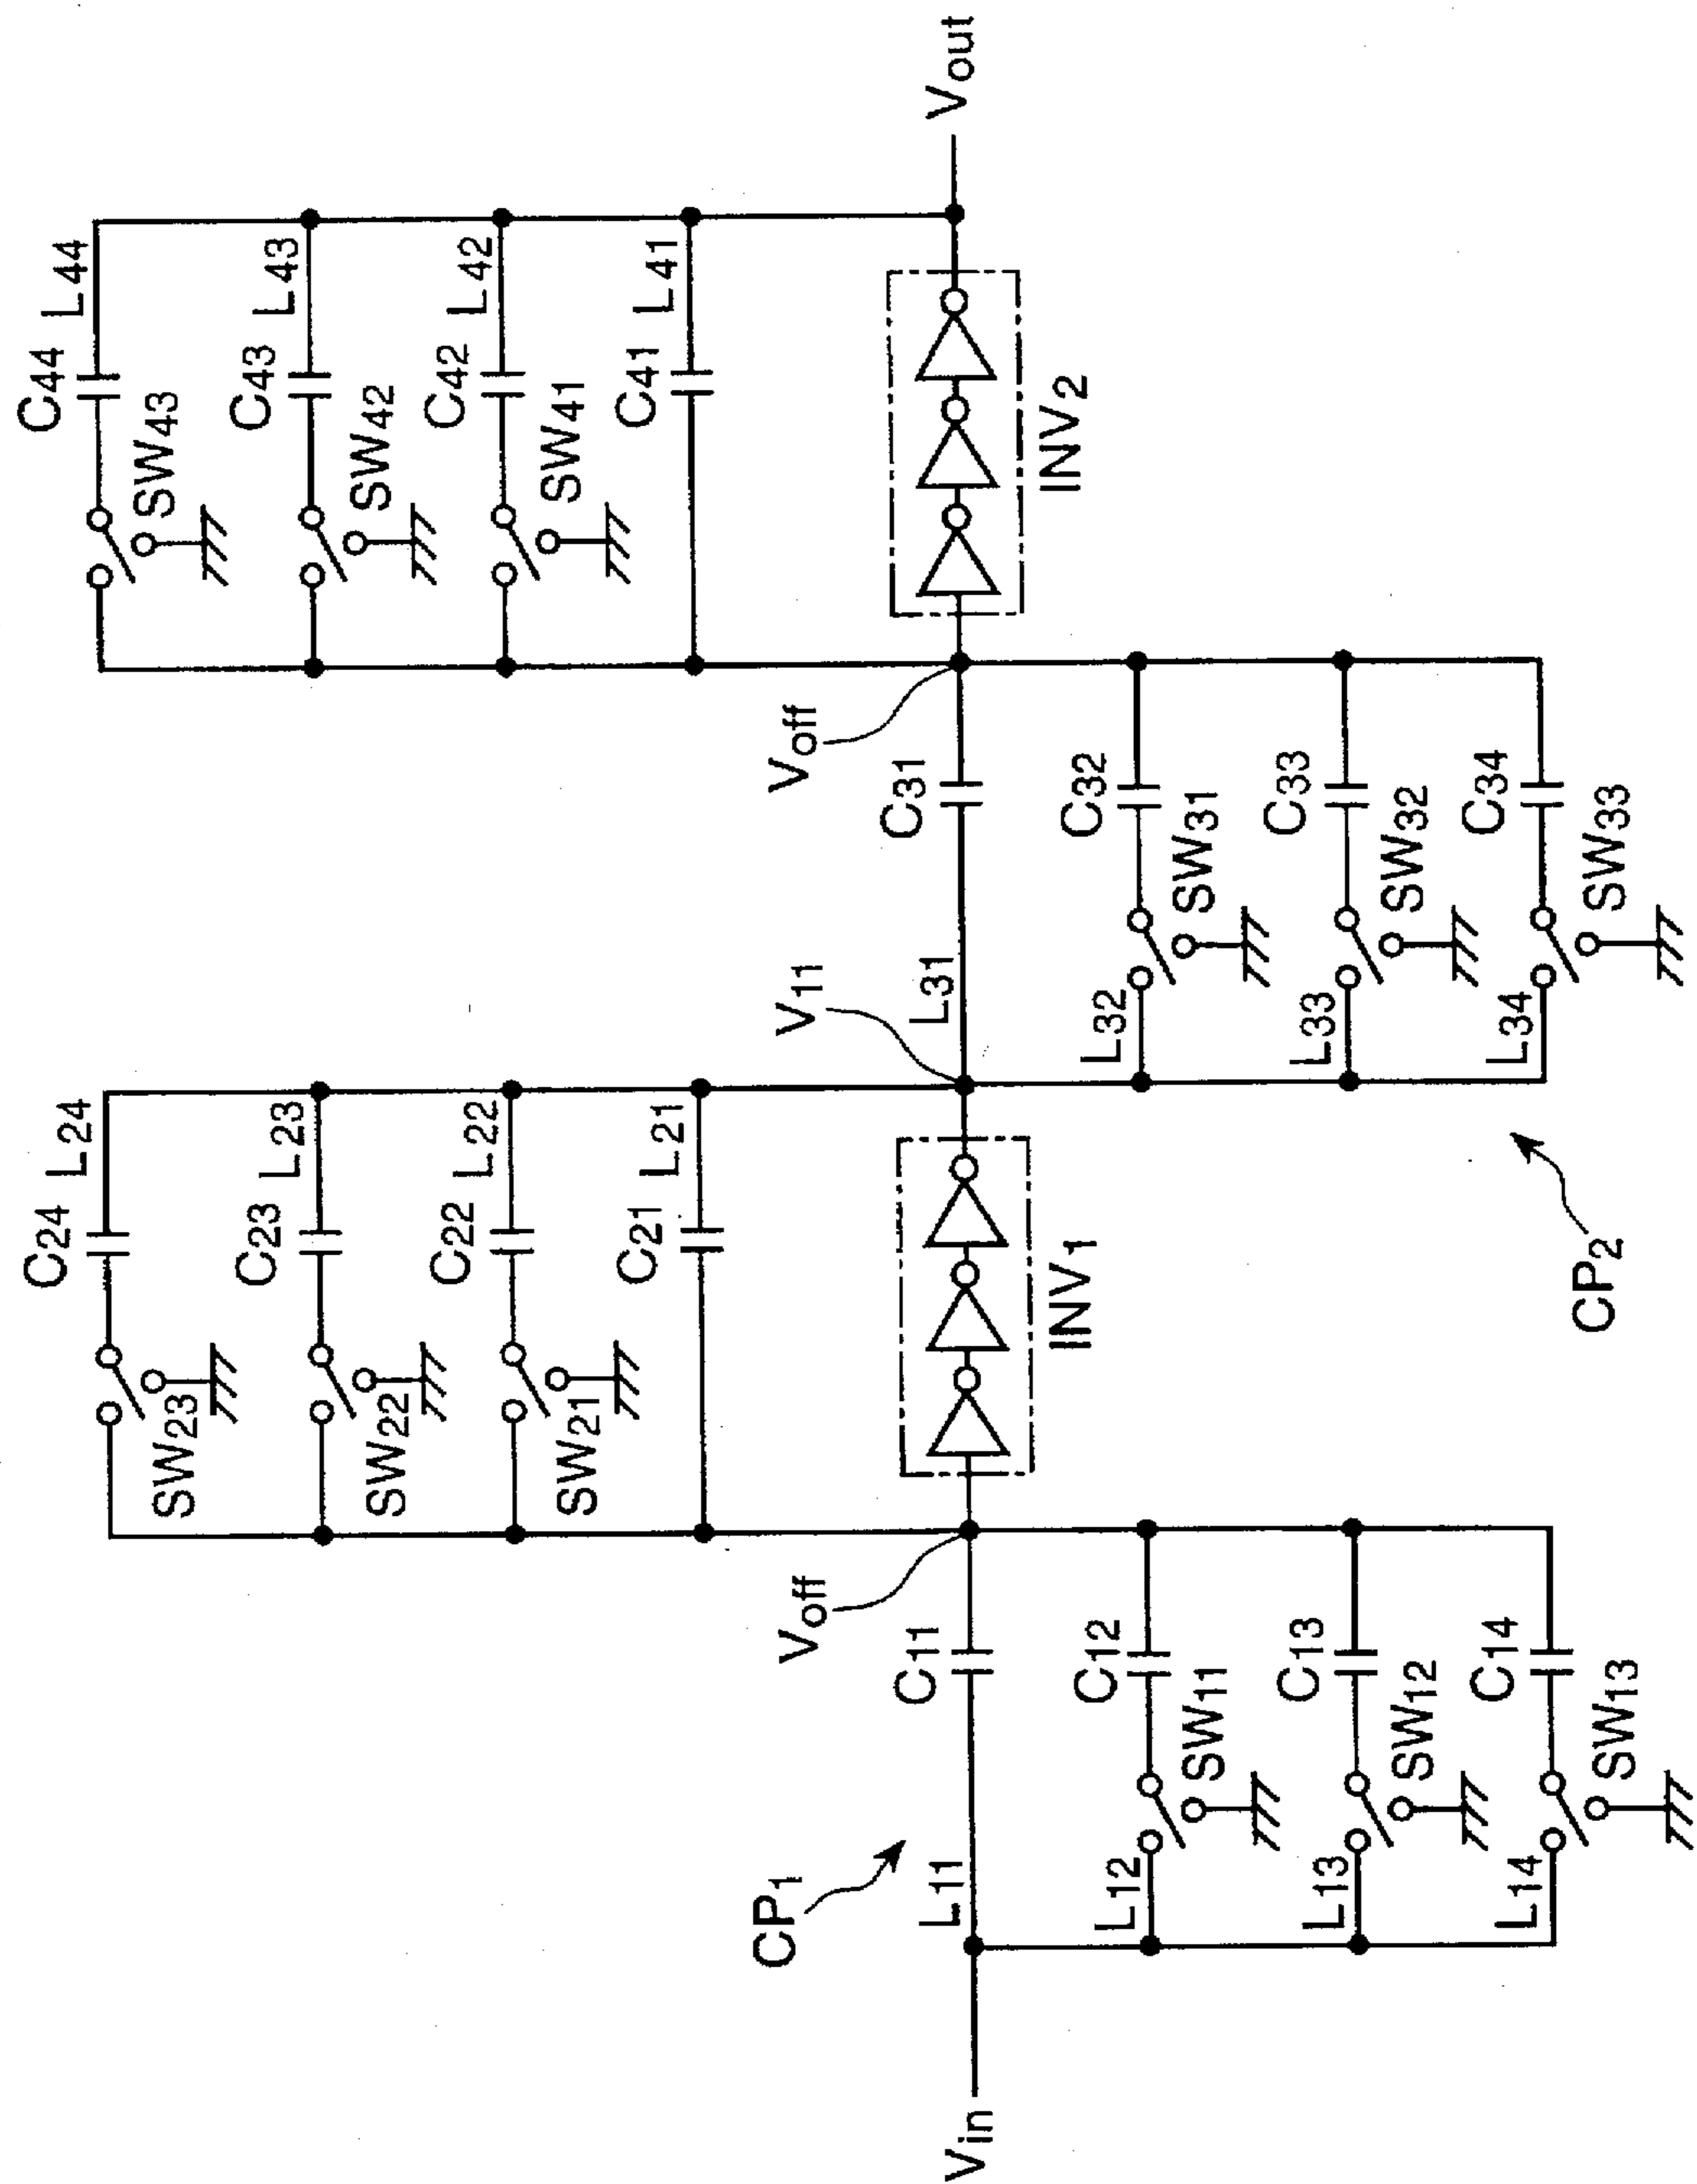 C24
L24
SW23
C23
L23
SW22
C22
L22
SW21
C21
L21
C44
L44
SW43
C43
L43
SW42
C42
L42
SW41
C41
L41
Vin
CP1
L11
C11
Voff
INV1
V11
L31
C31
Voff
INV2
Vout
L12
C12
SW11
L13
C13
SW12
L14
C14
SW13
L32
C32
SW31
L33
C33
SW32
L34
C34
SW33
CP2